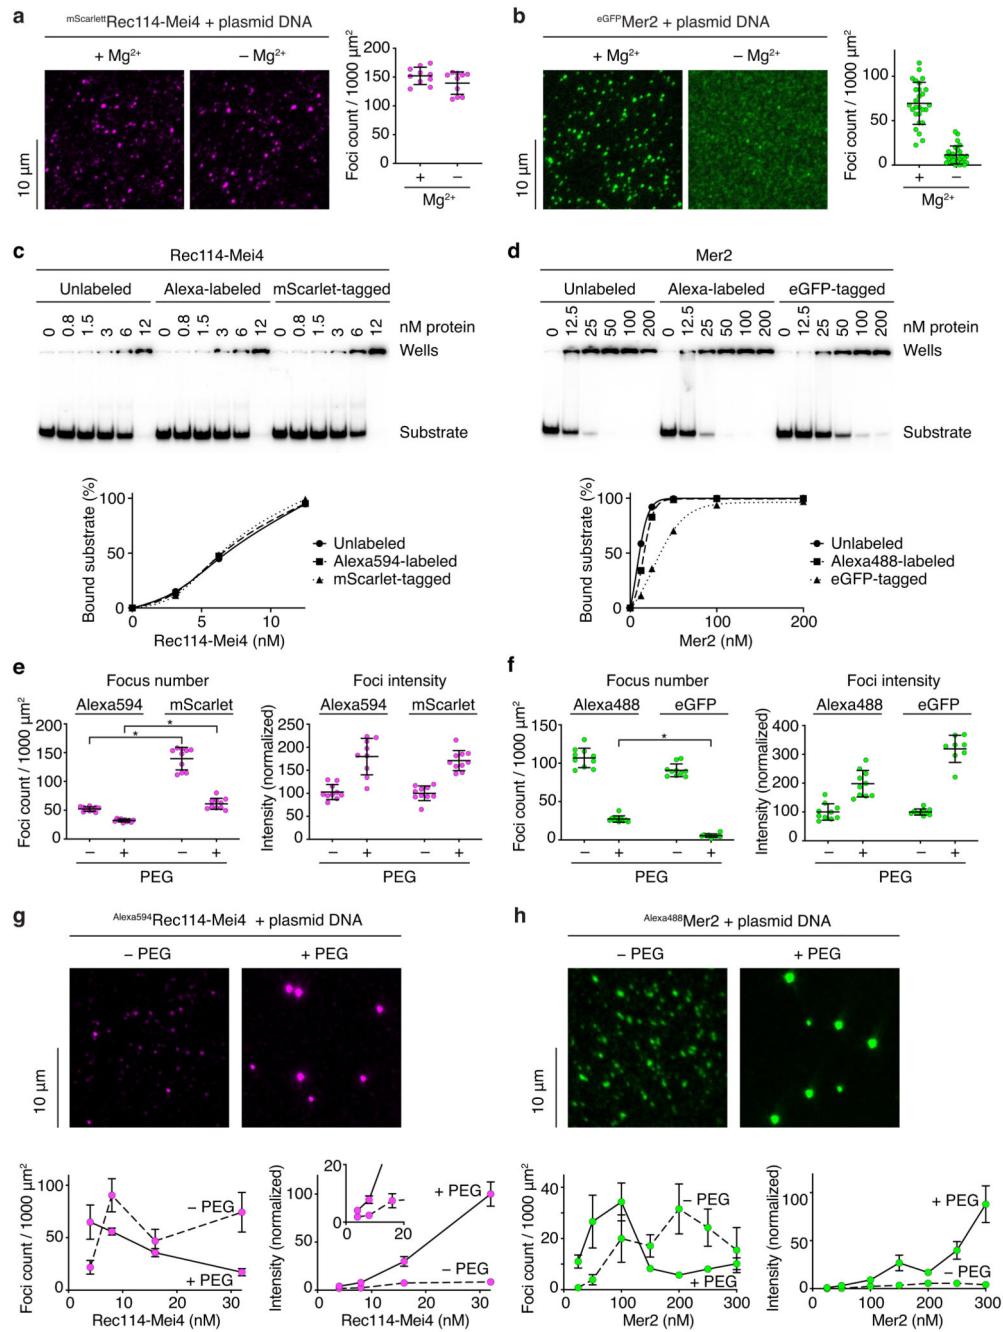 a
mScarlettRec114-Mei4 + plasmid DNA
+ Mg2+
– Mg2+
10 µm
Foci count / 1000 µm2
200
150
100
50
0
+
–
Mg2+
b
eGFPMer2 + plasmid DNA
+ Mg2+
– Mg2+
10 µm
Foci count / 1000 µm2
100
50
0
+
–
Mg2+
c
Rec114-Mei4
Unlabeled
Alexa-labeled
mScarlet-tagged
0 0.8 1.5 3 6 12 0 0.8 1.5 3 6 12 0 0.8 1.5 3 6 12
nM protein
Wells
Substrate
Bound substrate (%)
100
50
0
0 5 10
Rec114-Mei4 (nM)
Unlabeled
Alexa594-labeled
mScarlet-tagged
d
Mer2
Unlabeled
Alexa-labeled
eGFP-tagged
0 12.5 25 50 100 200 0 12.5 25 50 100 200 0 12.5 25 50 100 200
nM protein
Wells
Substrate
Bound substrate (%)
100
50
0
0 100 200
Mer2 (nM)
Unlabeled
Alexa488-labeled
eGFP-tagged
e
Focus number
Alexa594
mScarlet
Foci count / 1000 µm2
200
150
100
50
0
*
*
– + – +
PEG
Foci intensity
Alexa594
mScarlet
Intensity (normalized)
250
200
150
100
50
0
– + – +
PEG
f
Focus number
Alexa488
eGFP
Foci count / 1000 µm2
150
100
50
0
*
– + – +
PEG
Foci intensity
Alexa488
eGFP
Intensity (normalized)
400
300
200
100
0
– + – +
PEG
g
Alexa594Rec114-Mei4 + plasmid DNA
– PEG
+ PEG
10 µm
Foci count / 1000 µm2
100
50
0
0 10 20 30
Rec114-Mei4 (nM)
– PEG
+ PEG
Intensity (normalized)
100
50
0
0 10 20 30
Rec114-Mei4 (nM)
20
0
0 20
+ PEG
– PEG
h
Alexa488Mer2 + plasmid DNA
– PEG
+ PEG
10 µm
Foci count / 1000 µm2
40
20
0
0 100 200 300
Mer2 (nM)
– PEG
+ PEG
Intensity (normalized)
100
50
0
0 100 200 300
Mer2 (nM)
+ PEG
– PEG